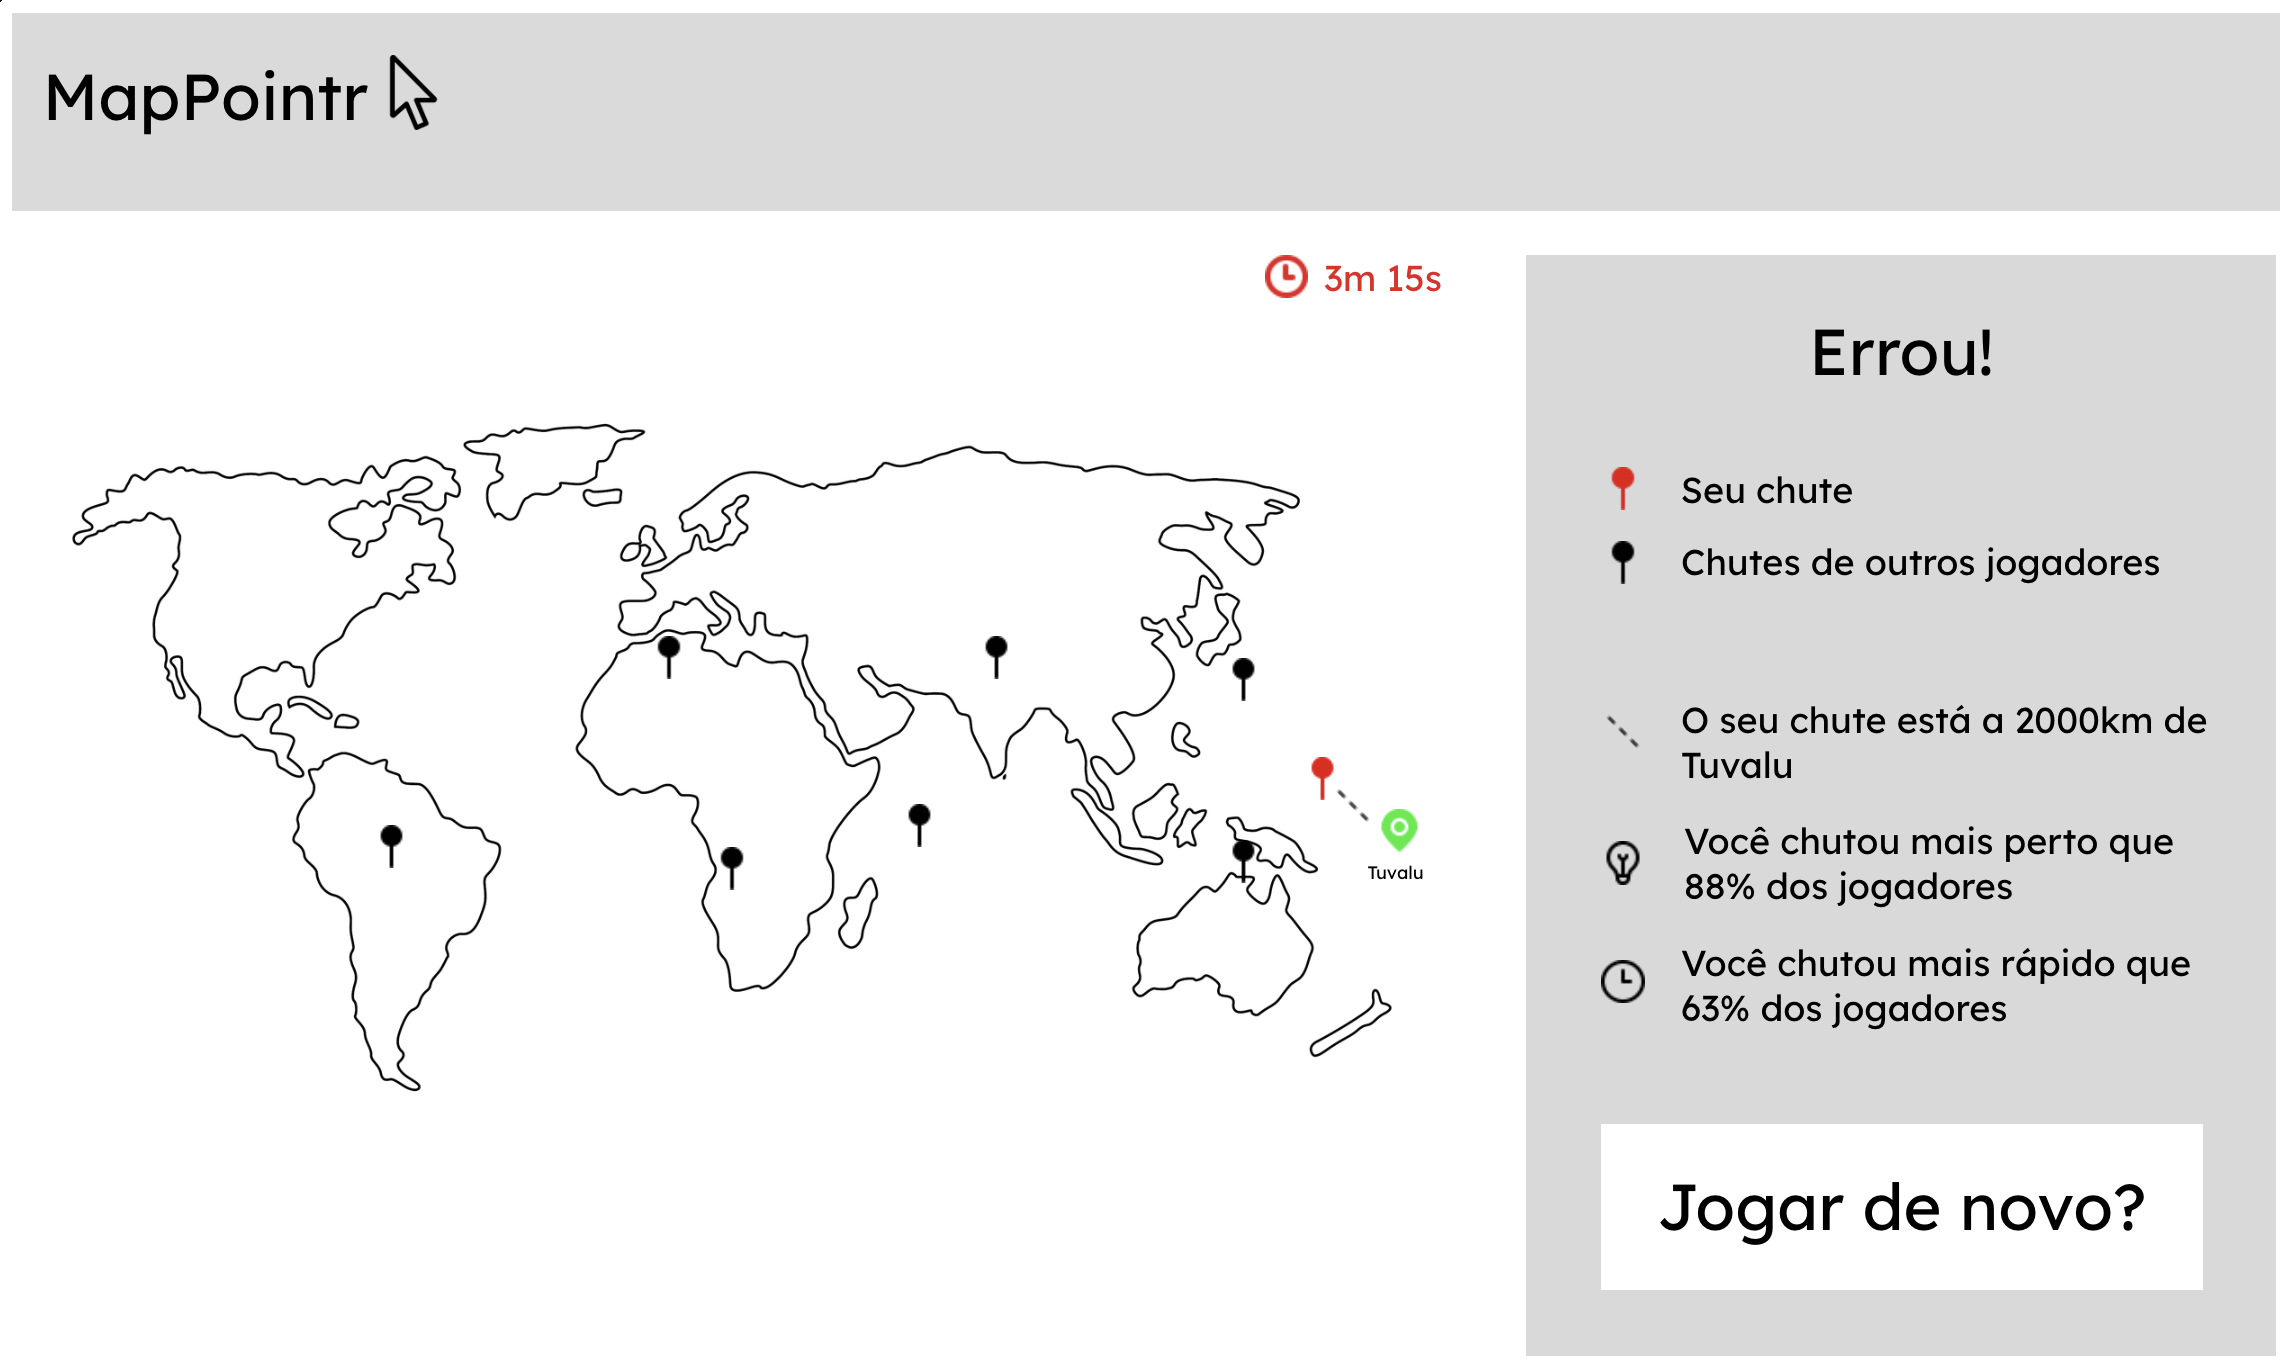 MapPointr
3m 15s
Errou!
Seu chute
Chutes de outros jogadores
O seu chute está a 2000km de
Tuvalu
Você chutou mais perto que
88% dos jogadores
Você chutou mais rápido que
63% dos jogadores
Jogar de novo?
Tuvalu